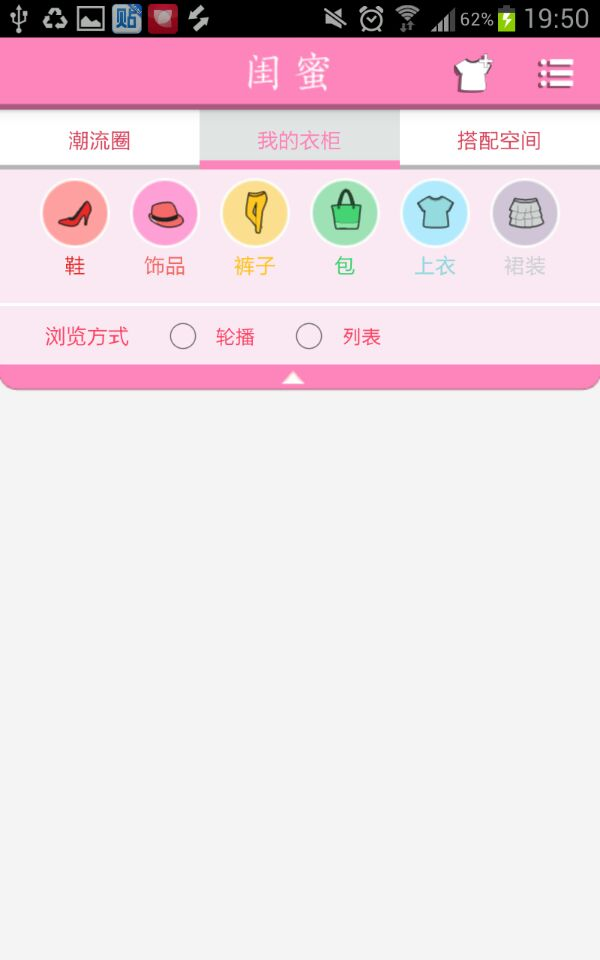 贴 62% 19:50
闺蜜
潮流圈 我的衣柜 搭配空间
鞋 饰品 裤子 包 上衣 裙装
浏览方式 轮播 列表